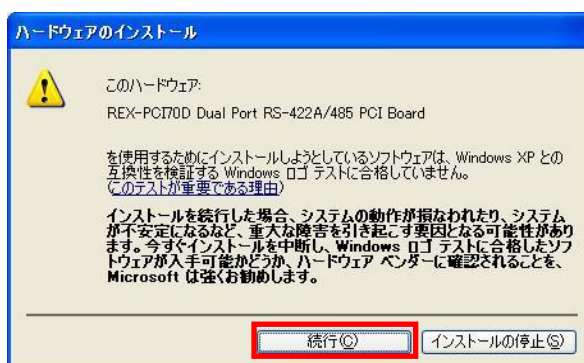 ハードウェアのインストール
このハードウェア:
REX-PCI70D Dual Port RS-422A/485 PCI Board
を使用するためにインストールしようとしているソフトウェアは、Windows XP との
互換性を検証する Windows ロゴ テストに合格していません。
(このテストが重要である理由)
インストールを続行した場合、システムの動作が損なわれたり、システム
が不安定になるなど、重大な障害を引き起こす要因となる可能性があり
ます。今すぐインストールを中断し、Windows ロゴ テストに合格したソフ
トウェアが入手可能かどうか、ハードウェア ベンダーに確認されることを、
Microsoft は強くお勧めします。
続行(C)
インストールの停止(S)